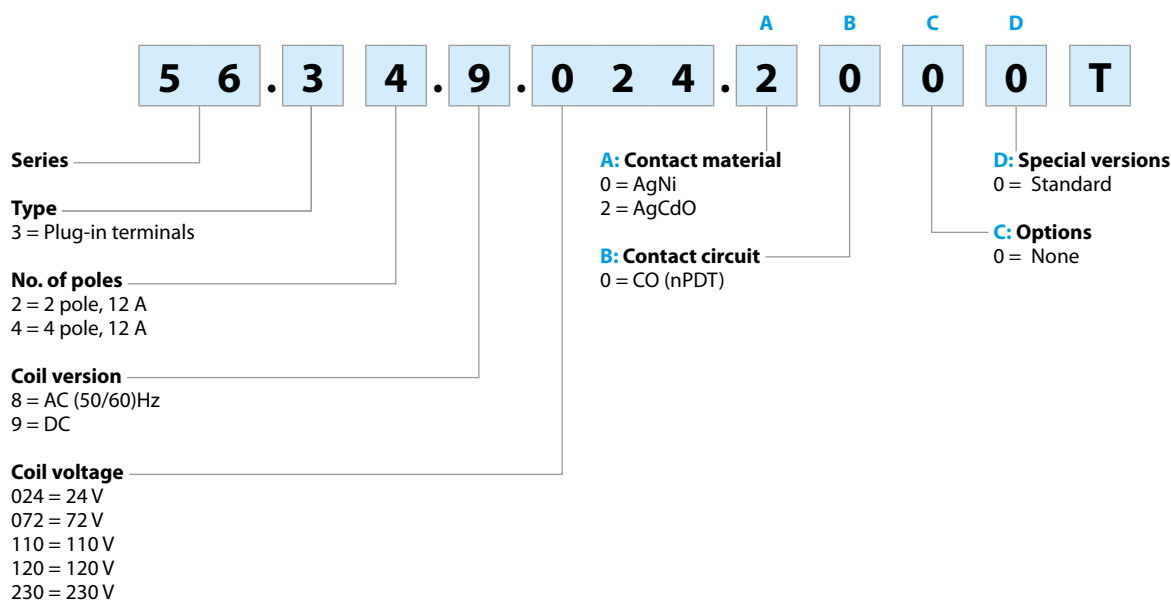 A B C D
5 6 . 3 4 . 9 . 0 2 4 . 2 0 0 0 T
Series
Type
3 = Plug-in terminals
No. of poles
2 = 2 pole, 12 A
4 = 4 pole, 12 A
Coil version
8 = AC (50/60)Hz
9 = DC
Coil voltage
024 = 24 V
072 = 72 V
110 = 110 V
120 = 120 V
230 = 230 V
A: Contact material
0 = AgNi
2 = AgCdO
B: Contact circuit
0 = CO (nPDT)
D: Special versions
0 = Standard
C: Options
0 = None